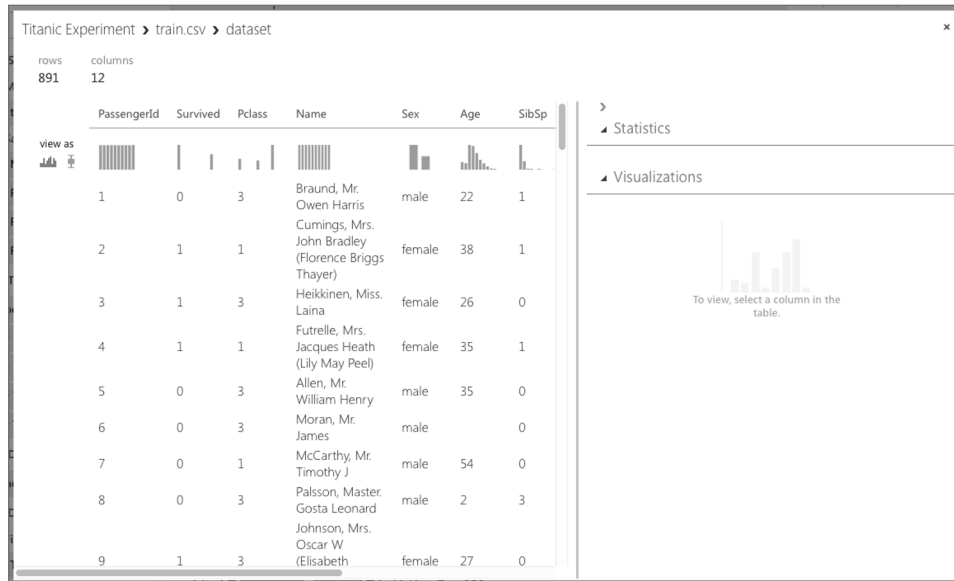 Titanic Experiment › train.csv › dataset
rows columns
891 12
PassengerId Survived Pclass Name Sex Age SibSp
view as
1 0 3 Braund, Mr. Owen Harris male 22 1
2 1 1 Cumings, Mrs. John Bradley (Florence Briggs Thayer) female 38 1
3 1 3 Heikkinen, Miss. Laina female 26 0
4 1 1 Futrelle, Mrs. Jacques Heath (Lily May Peel) female 35 1
5 0 3 Allen, Mr. William Henry male 35 0
6 0 3 Moran, Mr. James male 0
7 0 1 McCarthy, Mr. Timothy J male 54 0
8 0 3 Palsson, Master. Gosta Leonard male 2 3
9 1 3 Johnson, Mrs. Oscar W (Elisabeth female 27 0
Statistics
Visualizations
To view, select a column in the
table.